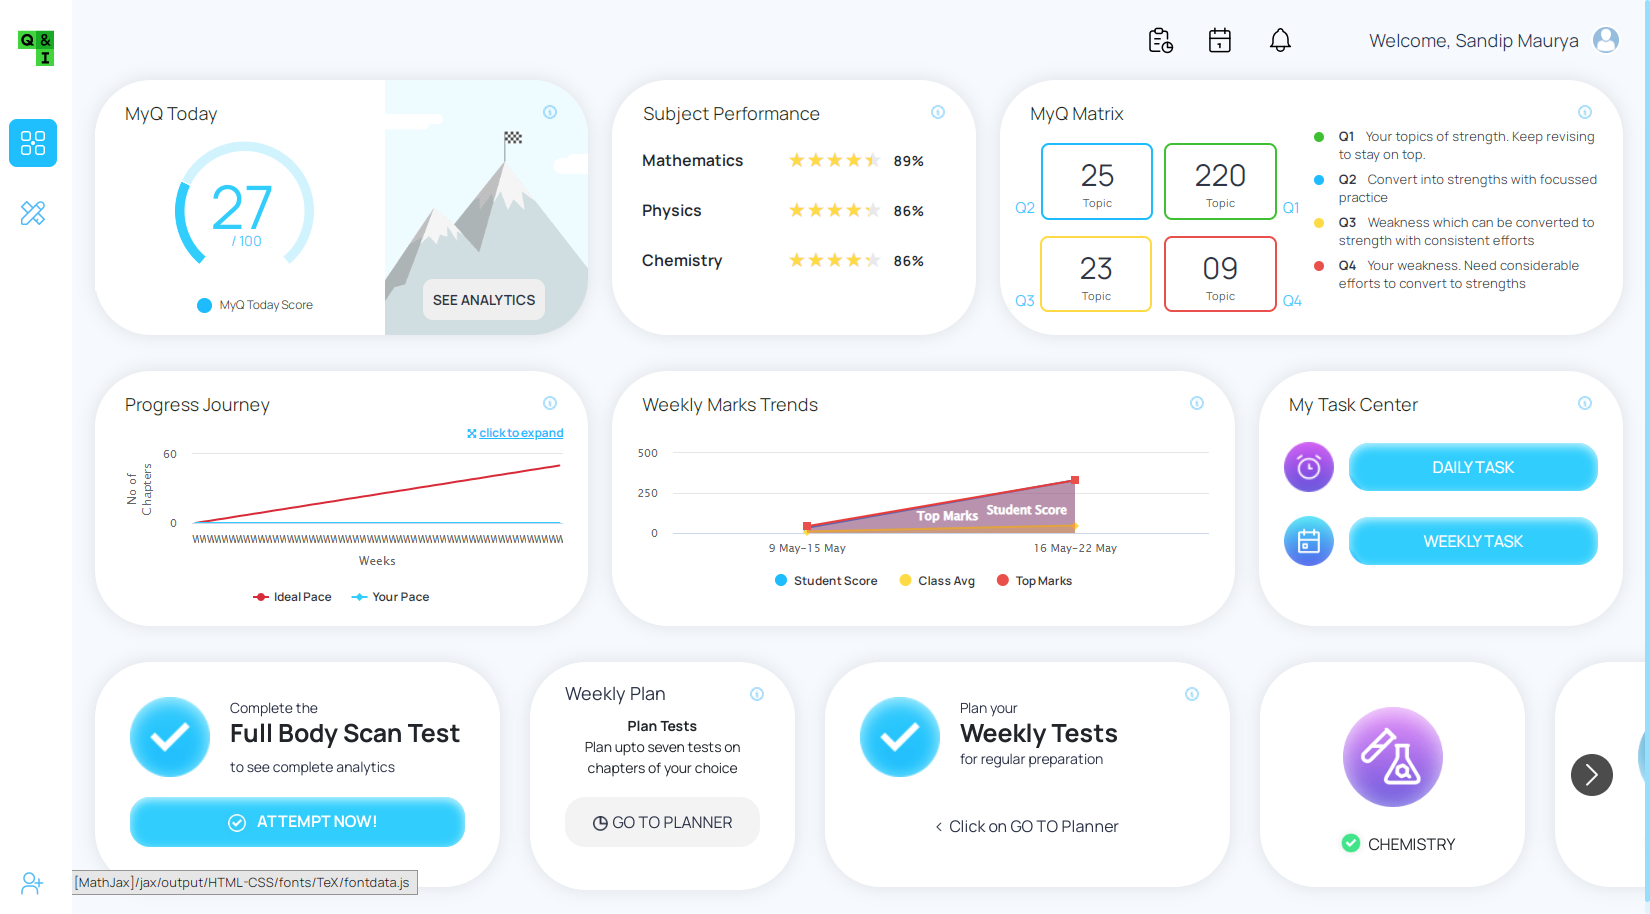 Q &
I
Welcome, Sandip Maurya
MyQ Today
27
/ 100
MyQ Today Score
SEE ANALYTICS
Subject Performance
Mathematics 89%
Physics 86%
Chemistry 86%
MyQ Matrix
Q2
25
Topic
220
Topic
Q1
Q3
23
Topic
09
Topic
Q4
Q1 Your topics of strength. Keep revising
to stay on top.
Q2 Convert into strengths with focussed
practice
Q3 Weakness which can be converted to
strength with consistent efforts
Q4 Your weakness. Need considerable
efforts to convert to strengths
Progress Journey
click to expand
No of
Chapters
60
0
Weeks
Ideal Pace Your Pace
Weekly Marks Trends
500
250
0
Top Marks
Student Score
9 May–15 May 16 May–22 May
Student Score Class Avg Top Marks
My Task Center
DAILY TASK
WEEKLY TASK
Complete the
Full Body Scan Test
to see complete analytics
ATTEMPT NOW!
Weekly Plan
Plan Tests
Plan upto seven tests on
chapters of your choice
GO TO PLANNER
Plan your
Weekly Tests
for regular preparation
< Click on GO TO Planner
CHEMISTRY
[MathJax]/jax/output/HTML-CSS/fonts/TeX/fontdata.js